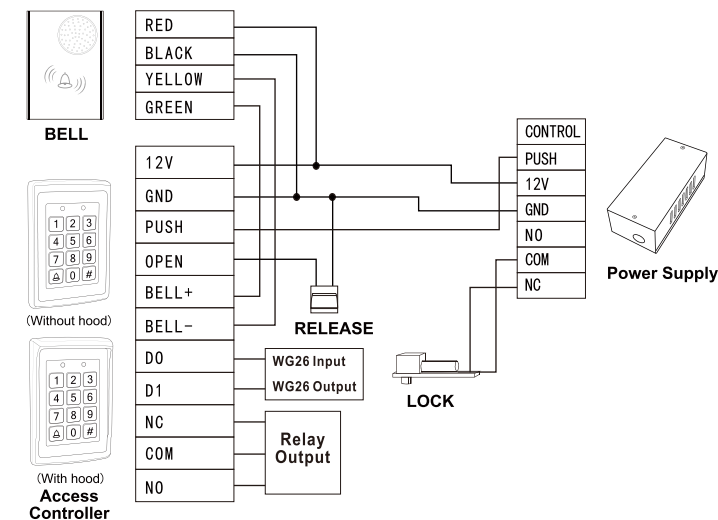 RED
BLACK
YELLOW
GREEN
BELL
12V
GND
PUSH
OPEN
BELL+
BELL-
D0
D1
NC
COM
NO
1 2 3
4 5 6
7 8 9
0 #
(Without hood)
1 2 3
4 5 6
7 8 9
0 #
(With hood)
Access
Controller
RELEASE
WG26 Input
WG26 Output
Relay
Output
LOCK
CONTROL
PUSH
12V
GND
NO
COM
NC
Power Supply